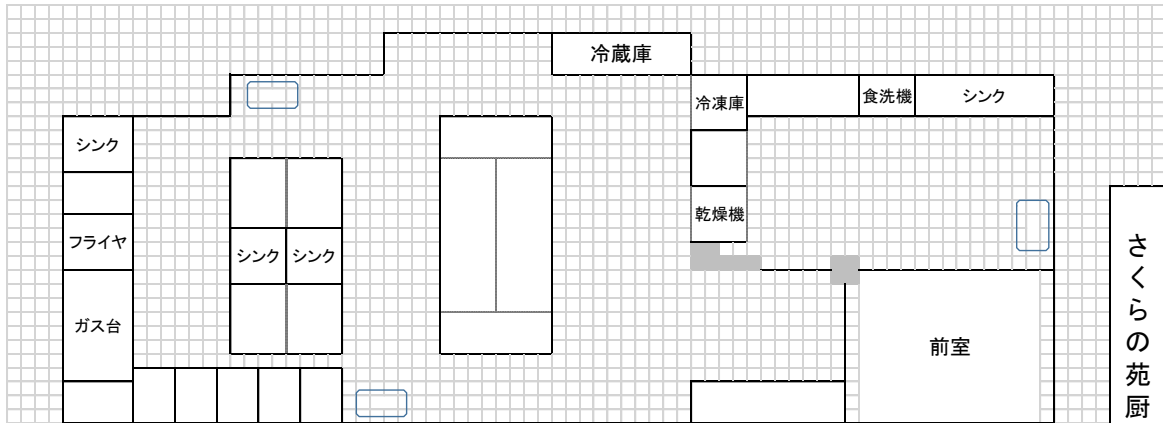 冷蔵庫
冷凍庫
食洗機
シンク
シンク
乾燥機
フライヤ
シンク
シンク
ガス台
前室
さくらの苑厨